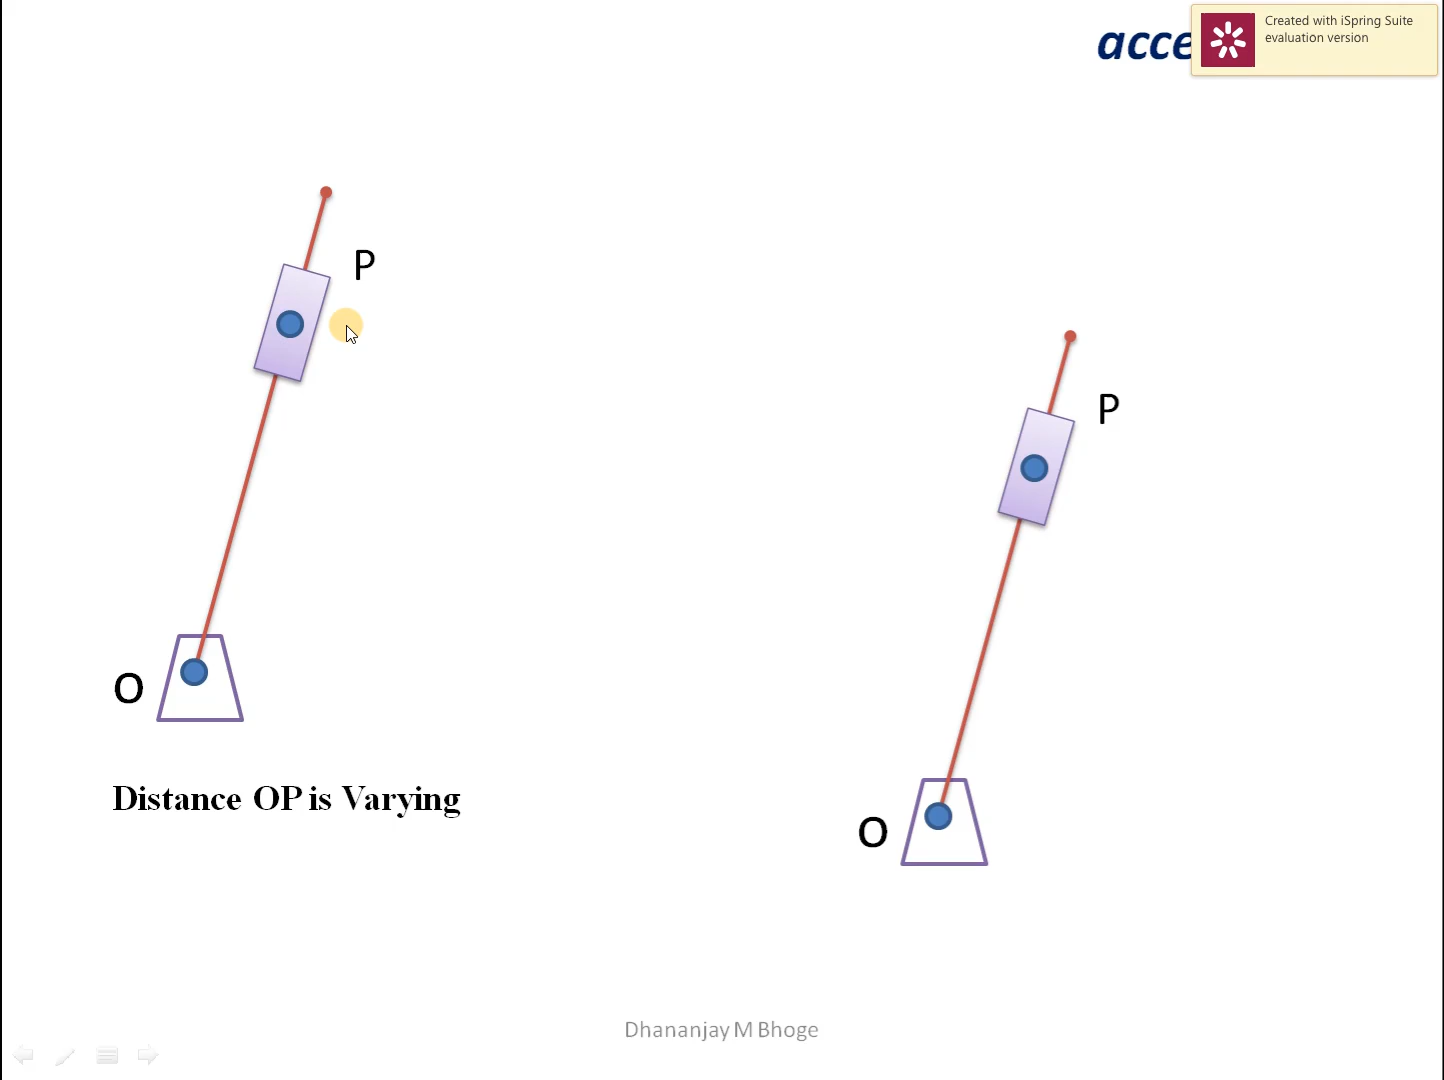 acce
Created with iSpring Suite
evaluation version
P
P
O
Distance OP is Varying
O
Dhananjay M Bhoge